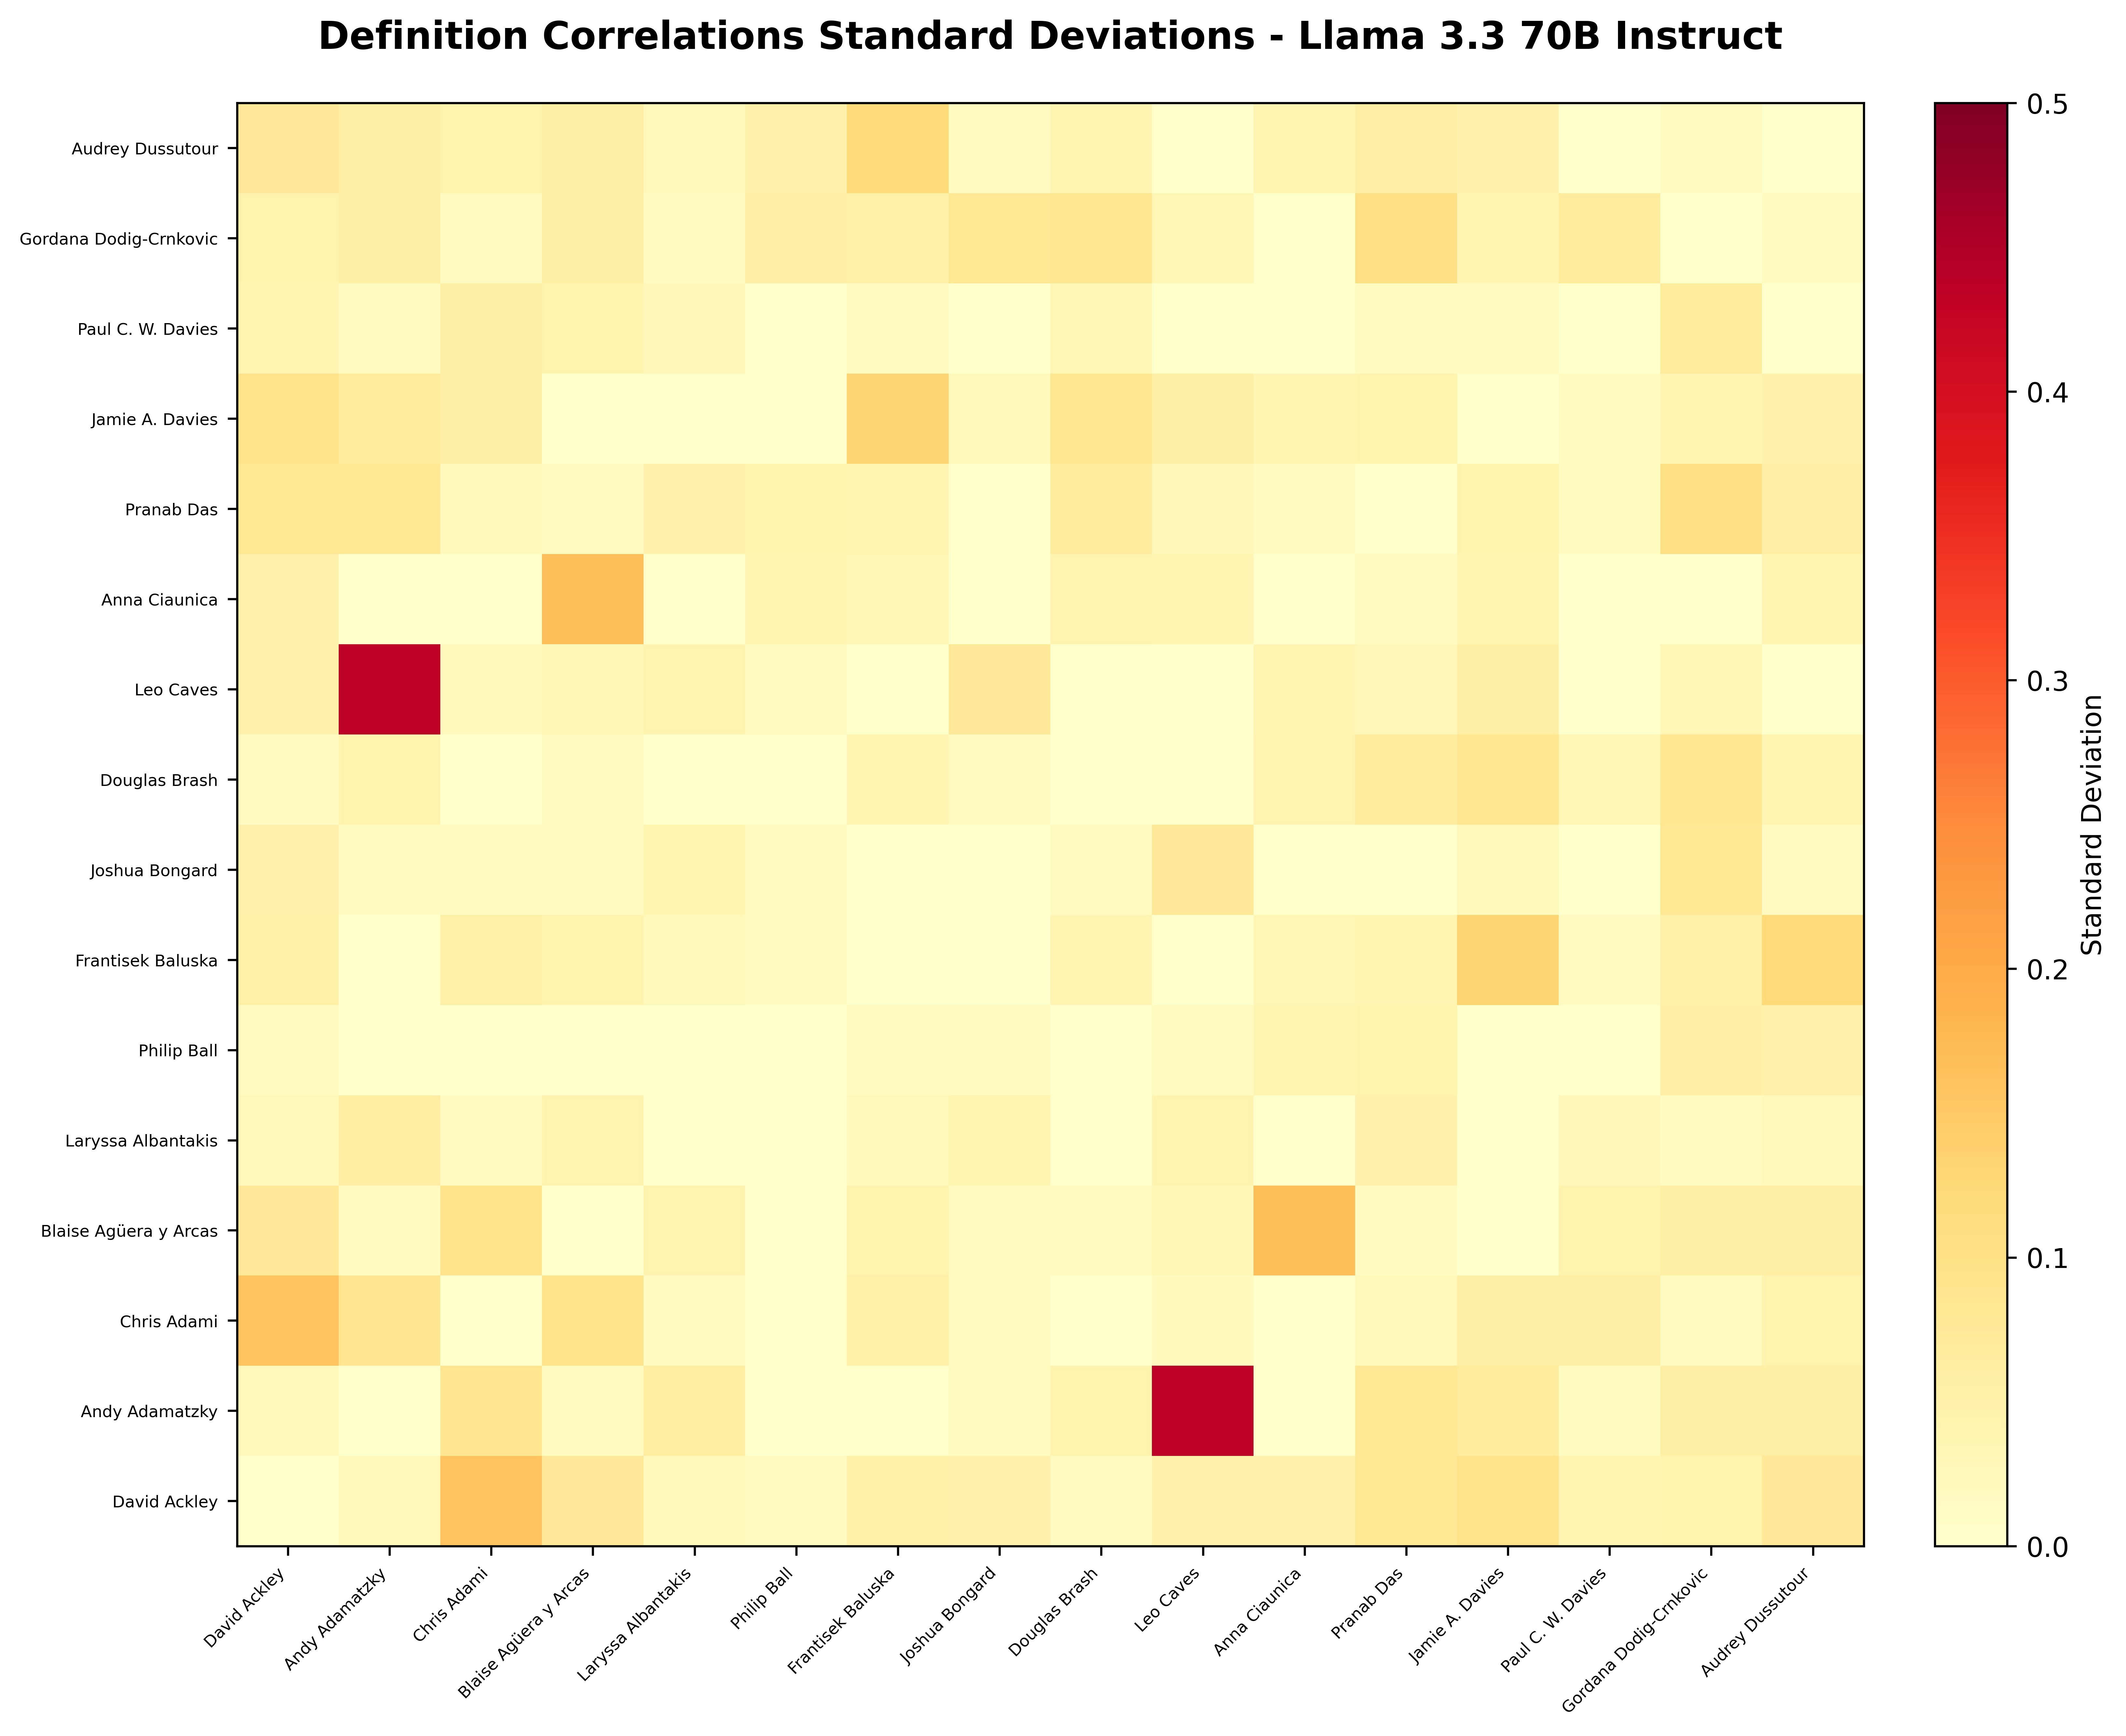 Definition Correlations Standard Deviations - Llama 3.3 70B Instruct
Audrey Dussutour
Gordana Dodig-Crnkovic
Paul C. W. Davies
Jamie A. Davies
Pranab Das
Anna Ciaunica
Leo Caves
Douglas Brash
Joshua Bongard
Frantisek Baluska
Philip Ball
Laryssa Albantakis
Blaise Agüera y Arcas
Chris Adami
Andy Adamatzky
David Ackley
David Ackley
Andy Adamatzky
Chris Adami
Blaise Agüera y Arcas
Laryssa Albantakis
Philip Ball
Frantisek Baluska
Joshua Bongard
Douglas Brash
Leo Caves
Anna Ciaunica
Pranab Das
Jamie A. Davies
Paul C. W. Davies
Gordana Dodig-Crnkovic
Audrey Dussutour
0.5
0.4
0.3
0.2
0.1
0.0
Standard Deviation